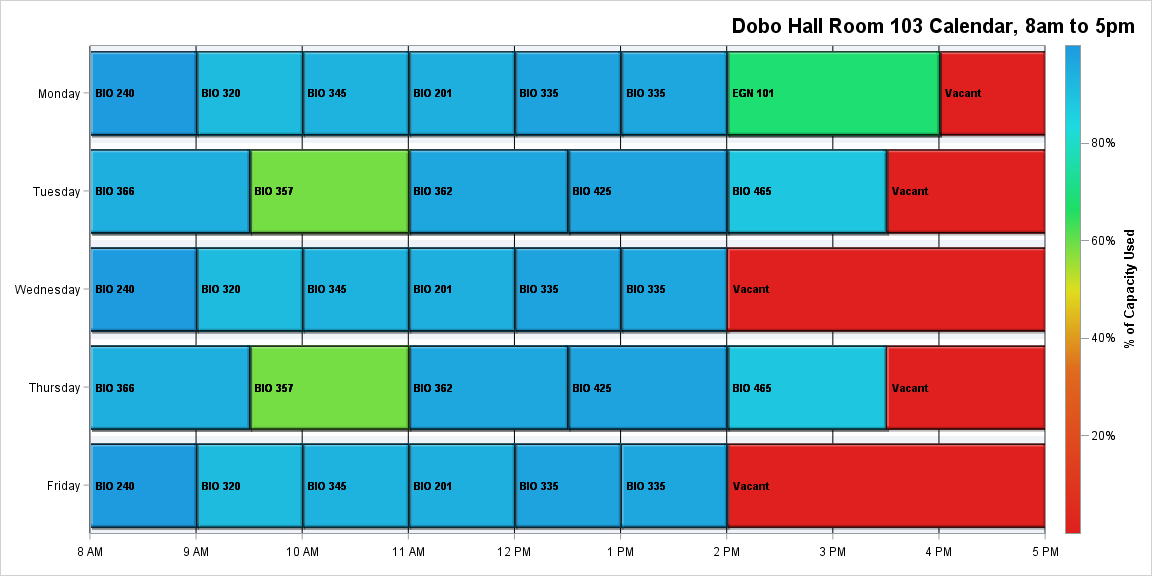 Dobo Hall Room 103 Calendar, 8am to 5pm
Monday BIO 240 BIO 320 BIO 345 BIO 201 BIO 335 BIO 335 EGN 101 Vacant
80%
Tuesday BIO 366 BIO 357 BIO 362 BIO 425 BIO 465 Vacant
60%
Wednesday BIO 240 BIO 320 BIO 345 BIO 201 BIO 335 BIO 335 Vacant
% of Capacity Used
40%
Thursday BIO 366 BIO 357 BIO 362 BIO 425 BIO 465 Vacant
20%
Friday BIO 240 BIO 320 BIO 345 BIO 201 BIO 335 BIO 335 Vacant
8 AM 9 AM 10 AM 11 AM 12 PM 1 PM 2 PM 3 PM 4 PM 5 PM